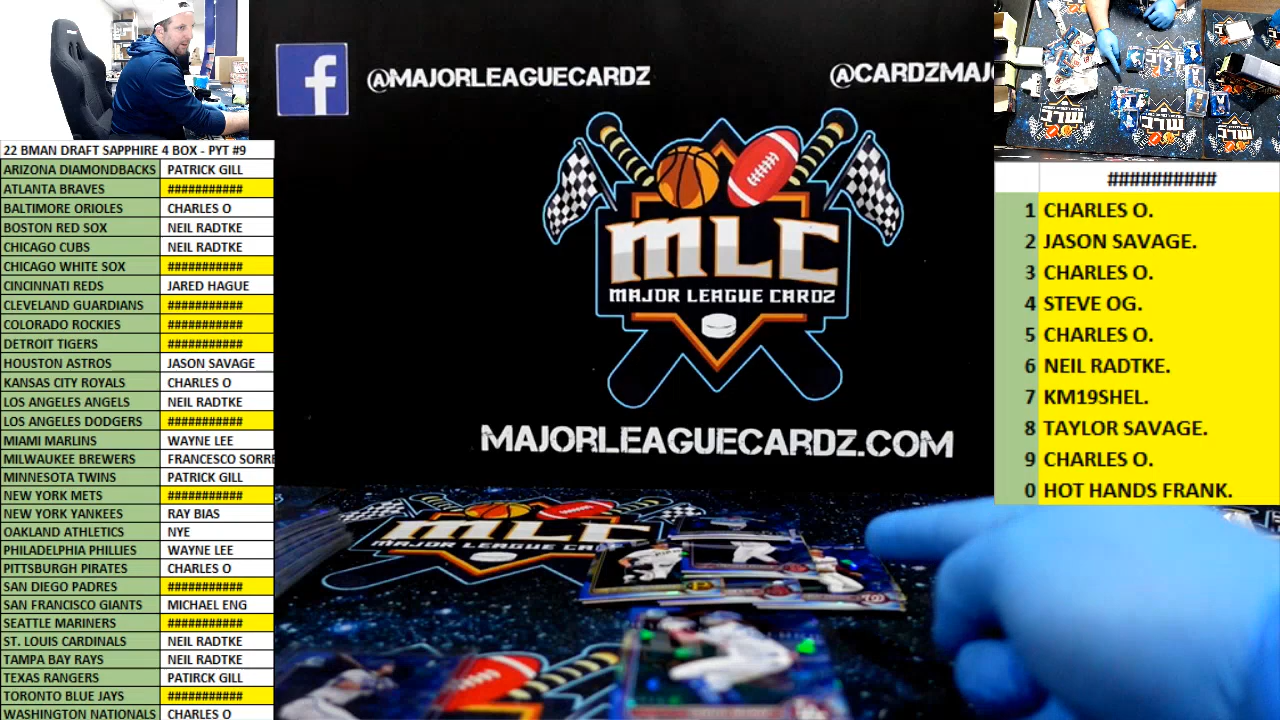 @MAJORLEAGUECARDZ
@CARDZMAJ
MLC
MAJOR LEAGUE CARDZ
MAJORLEAGUECARDZ.COM
22 BMAN DRAFT SAPPHIRE 4 BOX - PYT #9
ARIZONA DIAMONDBACKS PATRICK GILL
ATLANTA BRAVES ###########
BALTIMORE ORIOLES CHARLES O
BOSTON RED SOX NEIL RADTKE
CHICAGO CUBS NEIL RADTKE
CHICAGO WHITE SOX ###########
CINCINNATI REDS JARED HAGUE
CLEVELAND GUARDIANS ###########
COLORADO ROCKIES ###########
DETROIT TIGERS ###########
HOUSTON ASTROS JASON SAVAGE
KANSAS CITY ROYALS CHARLES O
LOS ANGELES ANGELS NEIL RADTKE
LOS ANGELES DODGERS ###########
MIAMI MARLINS WAYNE LEE
MILWAUKEE BREWERS FRANCESCO SORRE
MINNESOTA TWINS PATRICK GILL
NEW YORK METS ###########
NEW YORK YANKEES RAY BIAS
OAKLAND ATHLETICS NYE
PHILADELPHIA PHILLIES WAYNE LEE
PITTSBURGH PIRATES CHARLES O
SAN DIEGO PADRES ###########
SAN FRANCISCO GIANTS MICHAEL ENG
SEATTLE MARINERS ###########
ST. LOUIS CARDINALS NEIL RADTKE
TAMPA BAY RAYS NEIL RADTKE
TEXAS RANGERS PATIRCK GILL
TORONTO BLUE JAYS ###########
WASHINGTON NATIONALS CHARLES O
###########
1 CHARLES O.
2 JASON SAVAGE.
3 CHARLES O.
4 STEVE OG.
5 CHARLES O.
6 NEIL RADTKE.
7 KM19SHEL.
8 TAYLOR SAVAGE.
9 CHARLES O.
0 HOT HANDS FRANK.
MLC
MAJOR LEAGUE CA